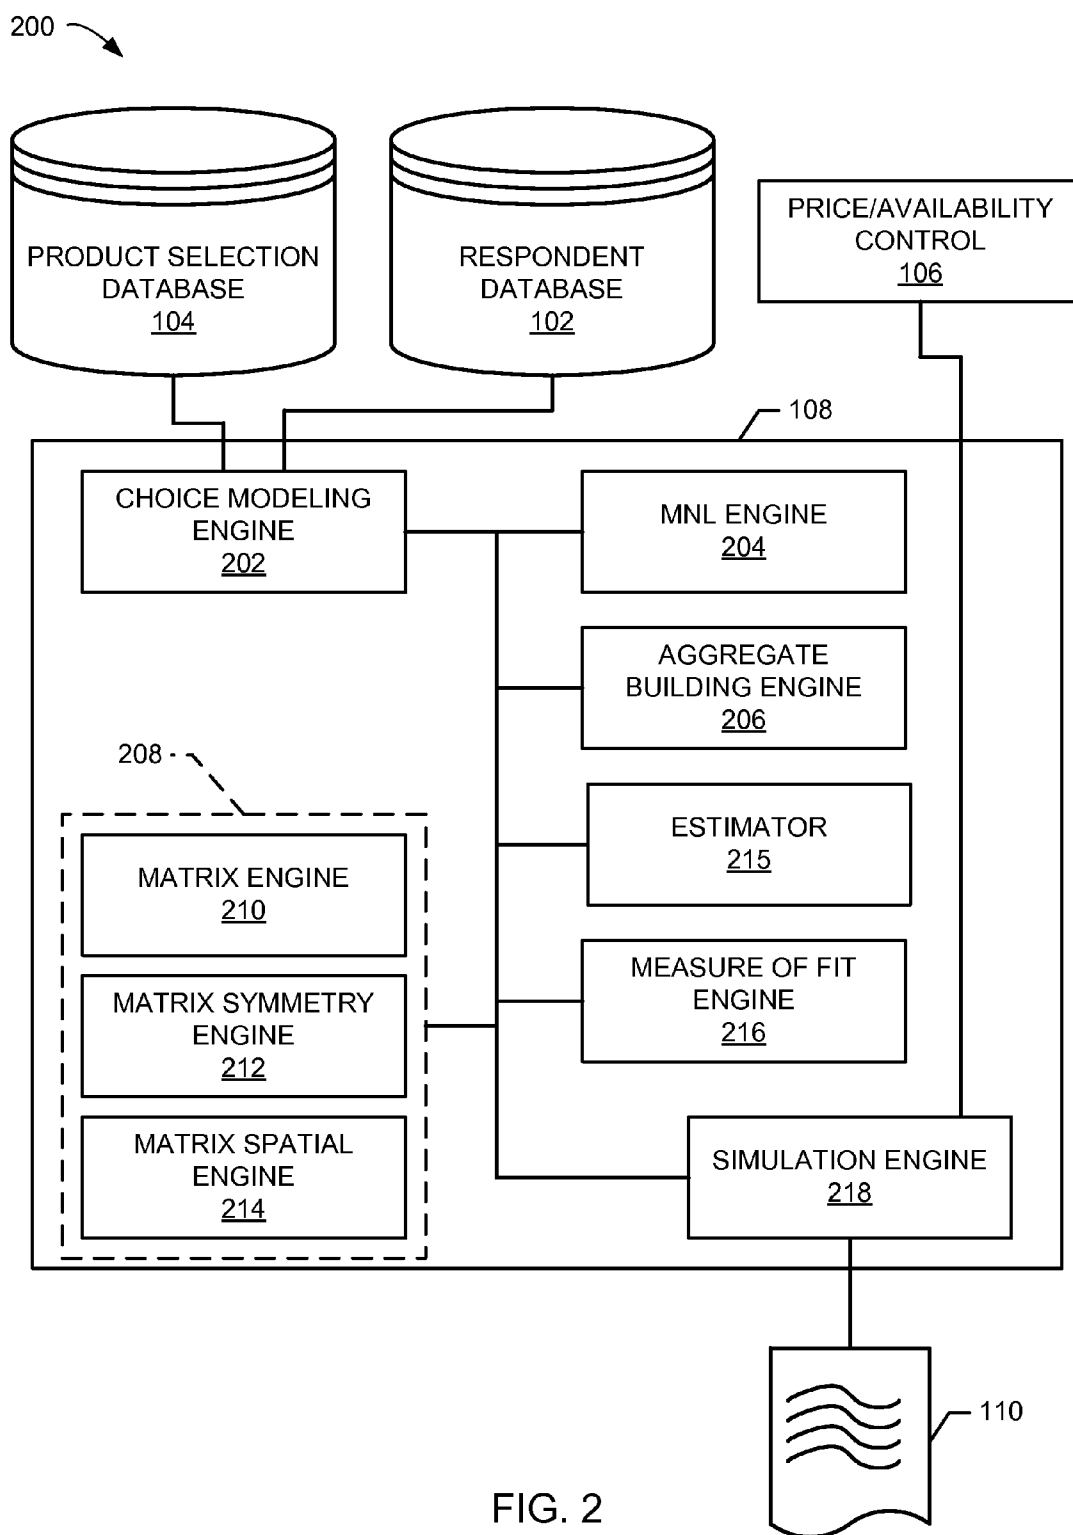 200
PRODUCT SELECTION
DATABASE
104
RESPONDENT
DATABASE
102
PRICE/AVAILABILITY
CONTROL
106
108
CHOICE MODELING
ENGINE
202
MNL ENGINE
204
AGGREGATE
BUILDING ENGINE
206
208
ESTIMATOR
215
MATRIX ENGINE
210
MEASURE OF FIT
ENGINE
216
MATRIX SYMMETRY
ENGINE
212
MATRIX SPATIAL
ENGINE
214
SIMULATION ENGINE
218
110
FIG. 2